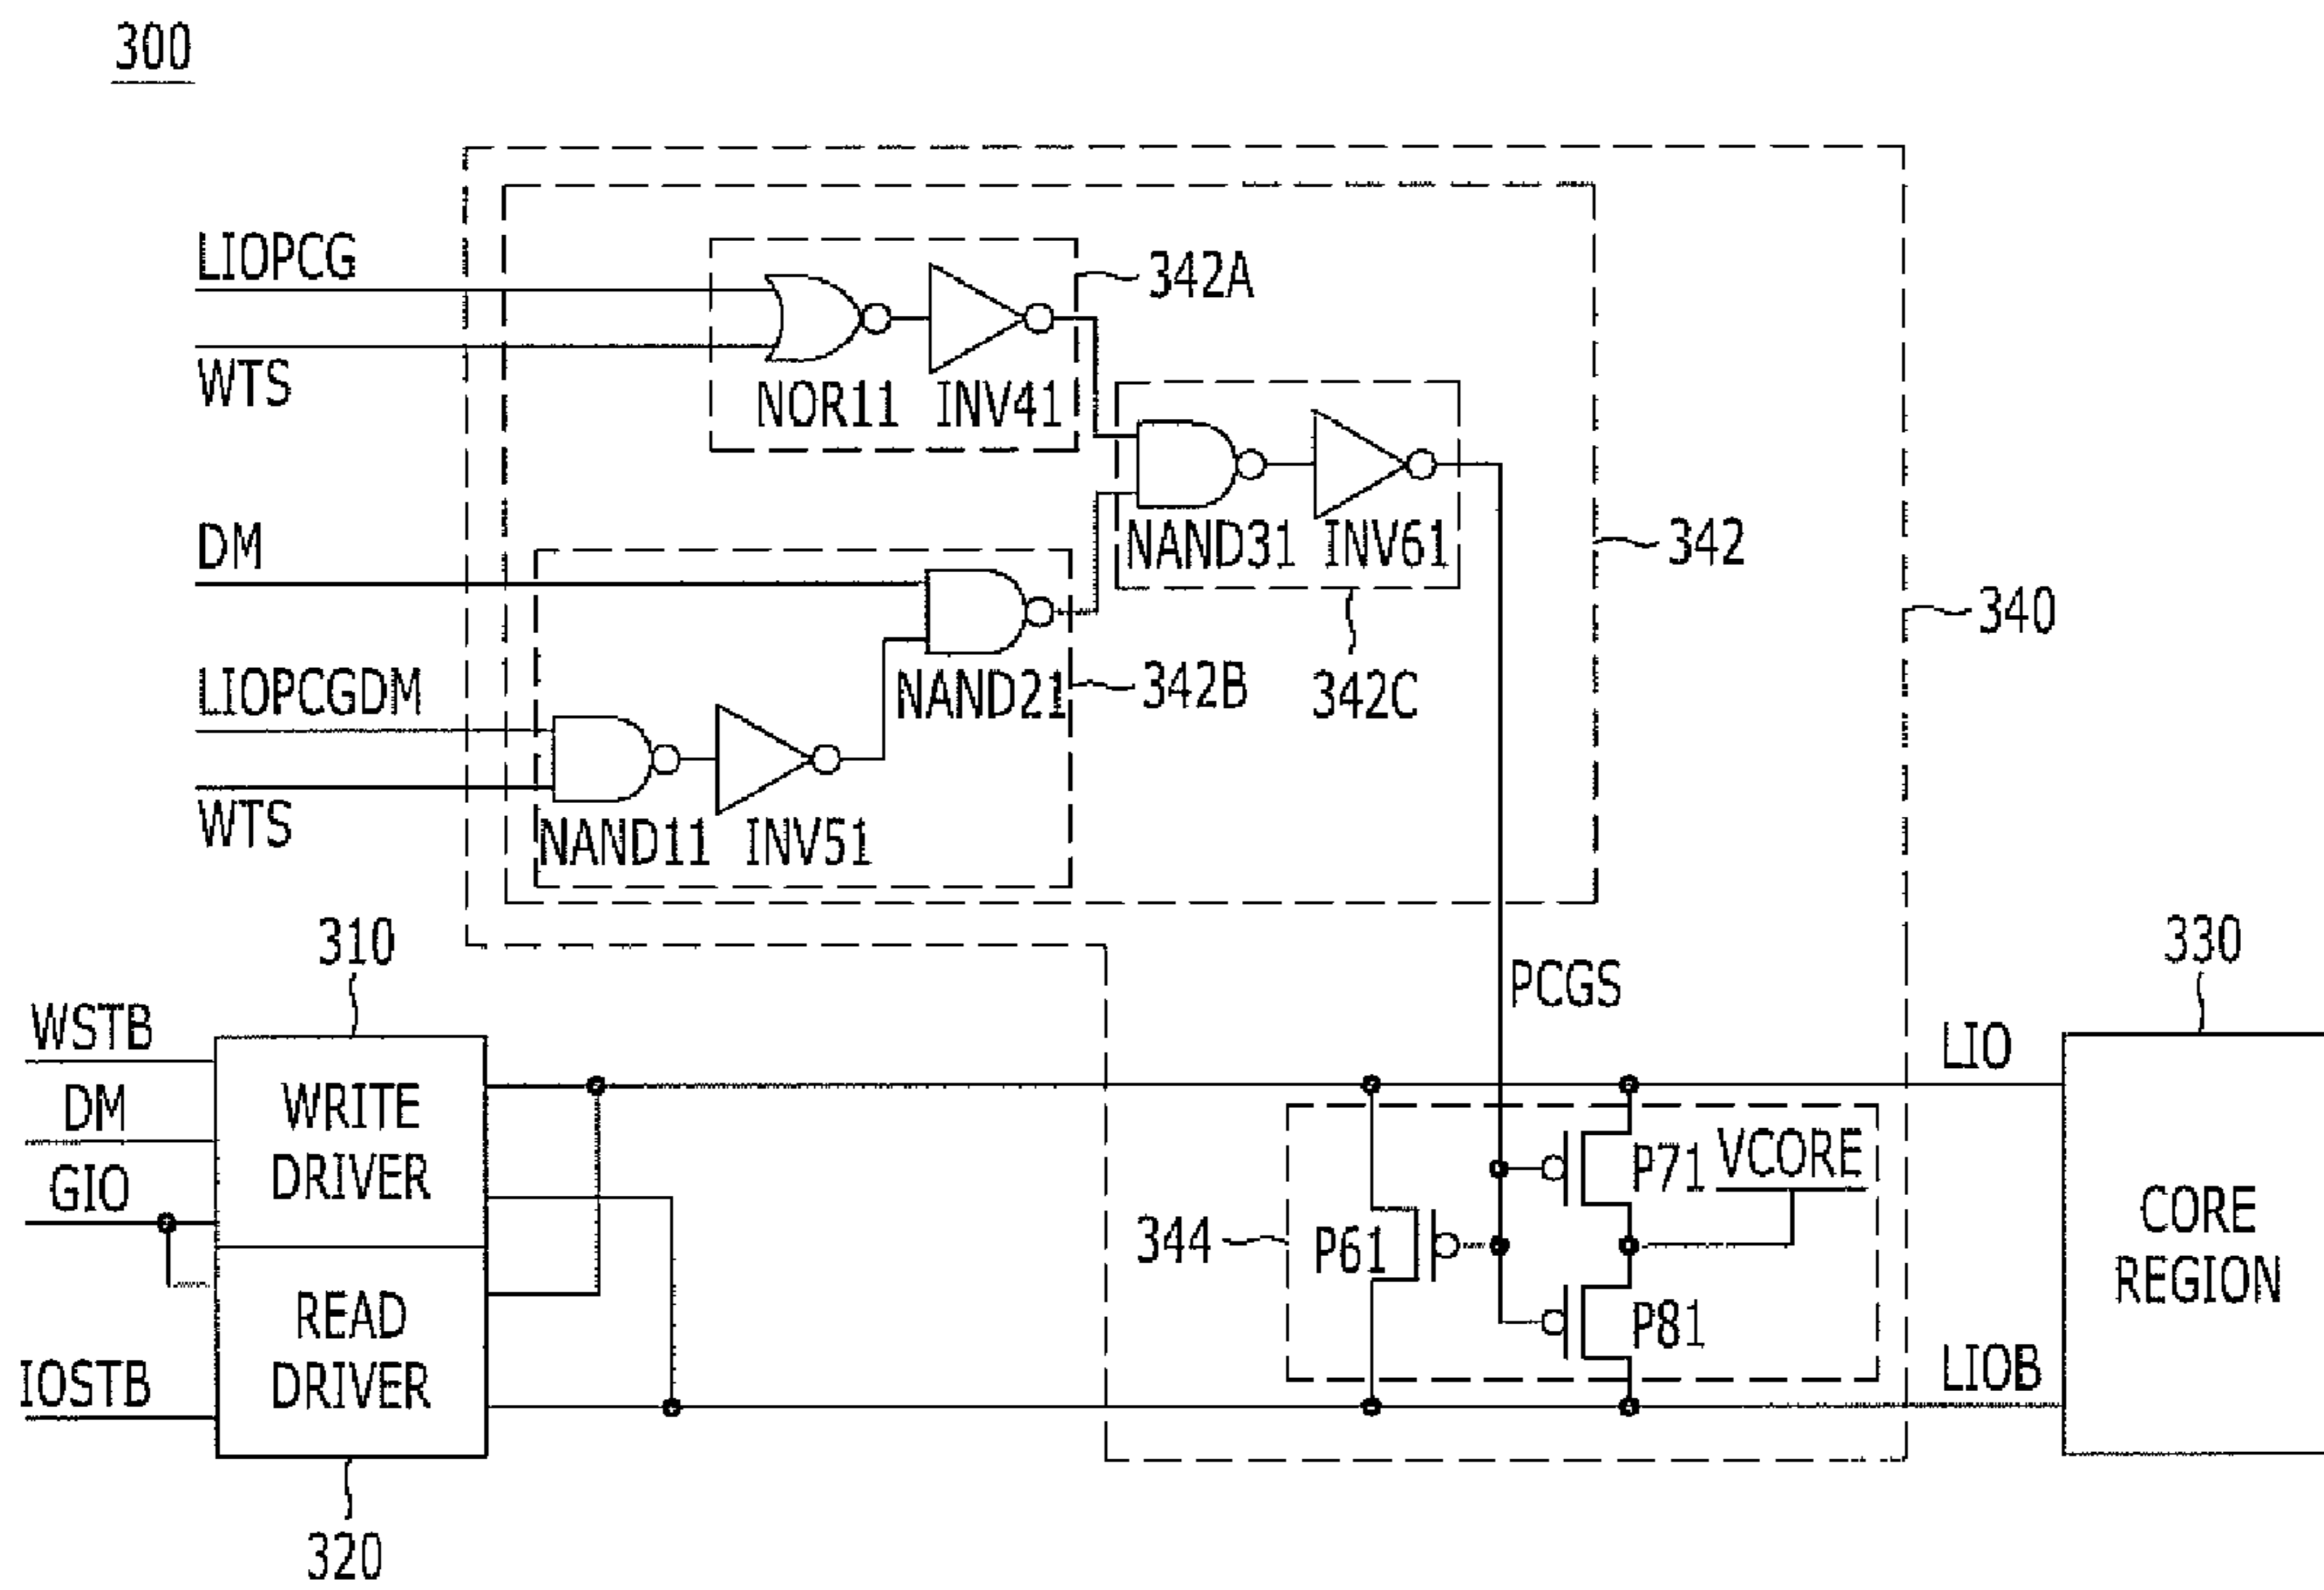 300
LIOPCG
342A
WTS
NOR11 INV41
DM
NAND31 INV61
342
340
LIOPCGDM
NAND21
342B
342C
WTS
NAND11 INV51
310
330
PCGS
WSTB
LIO
DM
WRITE
DRIVER
P71
VCORE
GIO
344
P61
CORE
REGION
READ
DRIVER
P81
IOSTB
LIOB
320